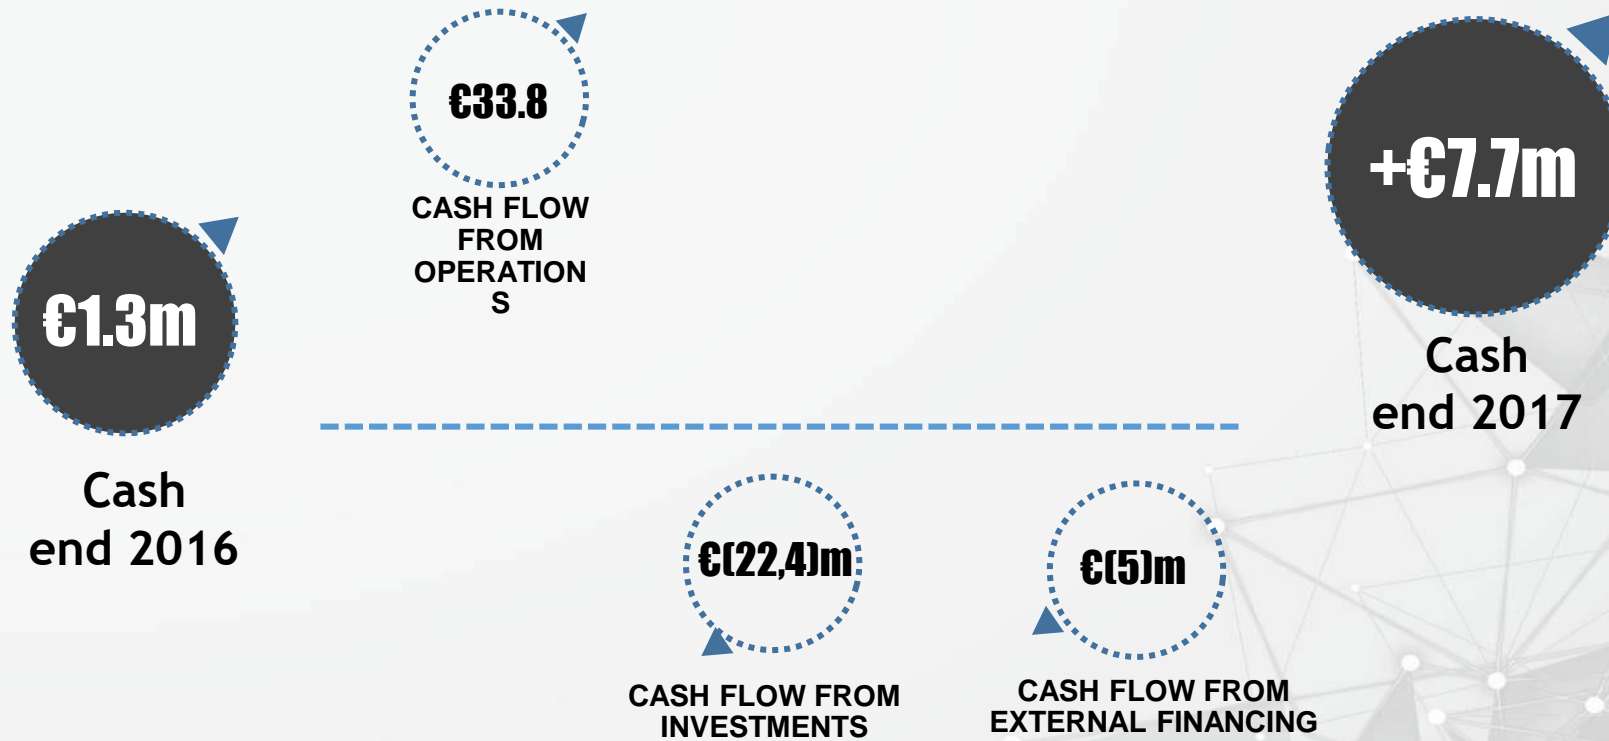 €1.3m
Cash
end 2016
€33.8
CASH FLOW
FROM
OPERATION
S
€(22,4)m
CASH FLOW FROM
INVESTMENTS
€(5)m
CASH FLOW FROM
EXTERNAL FINANCING
+€7.7m
Cash
end 2017